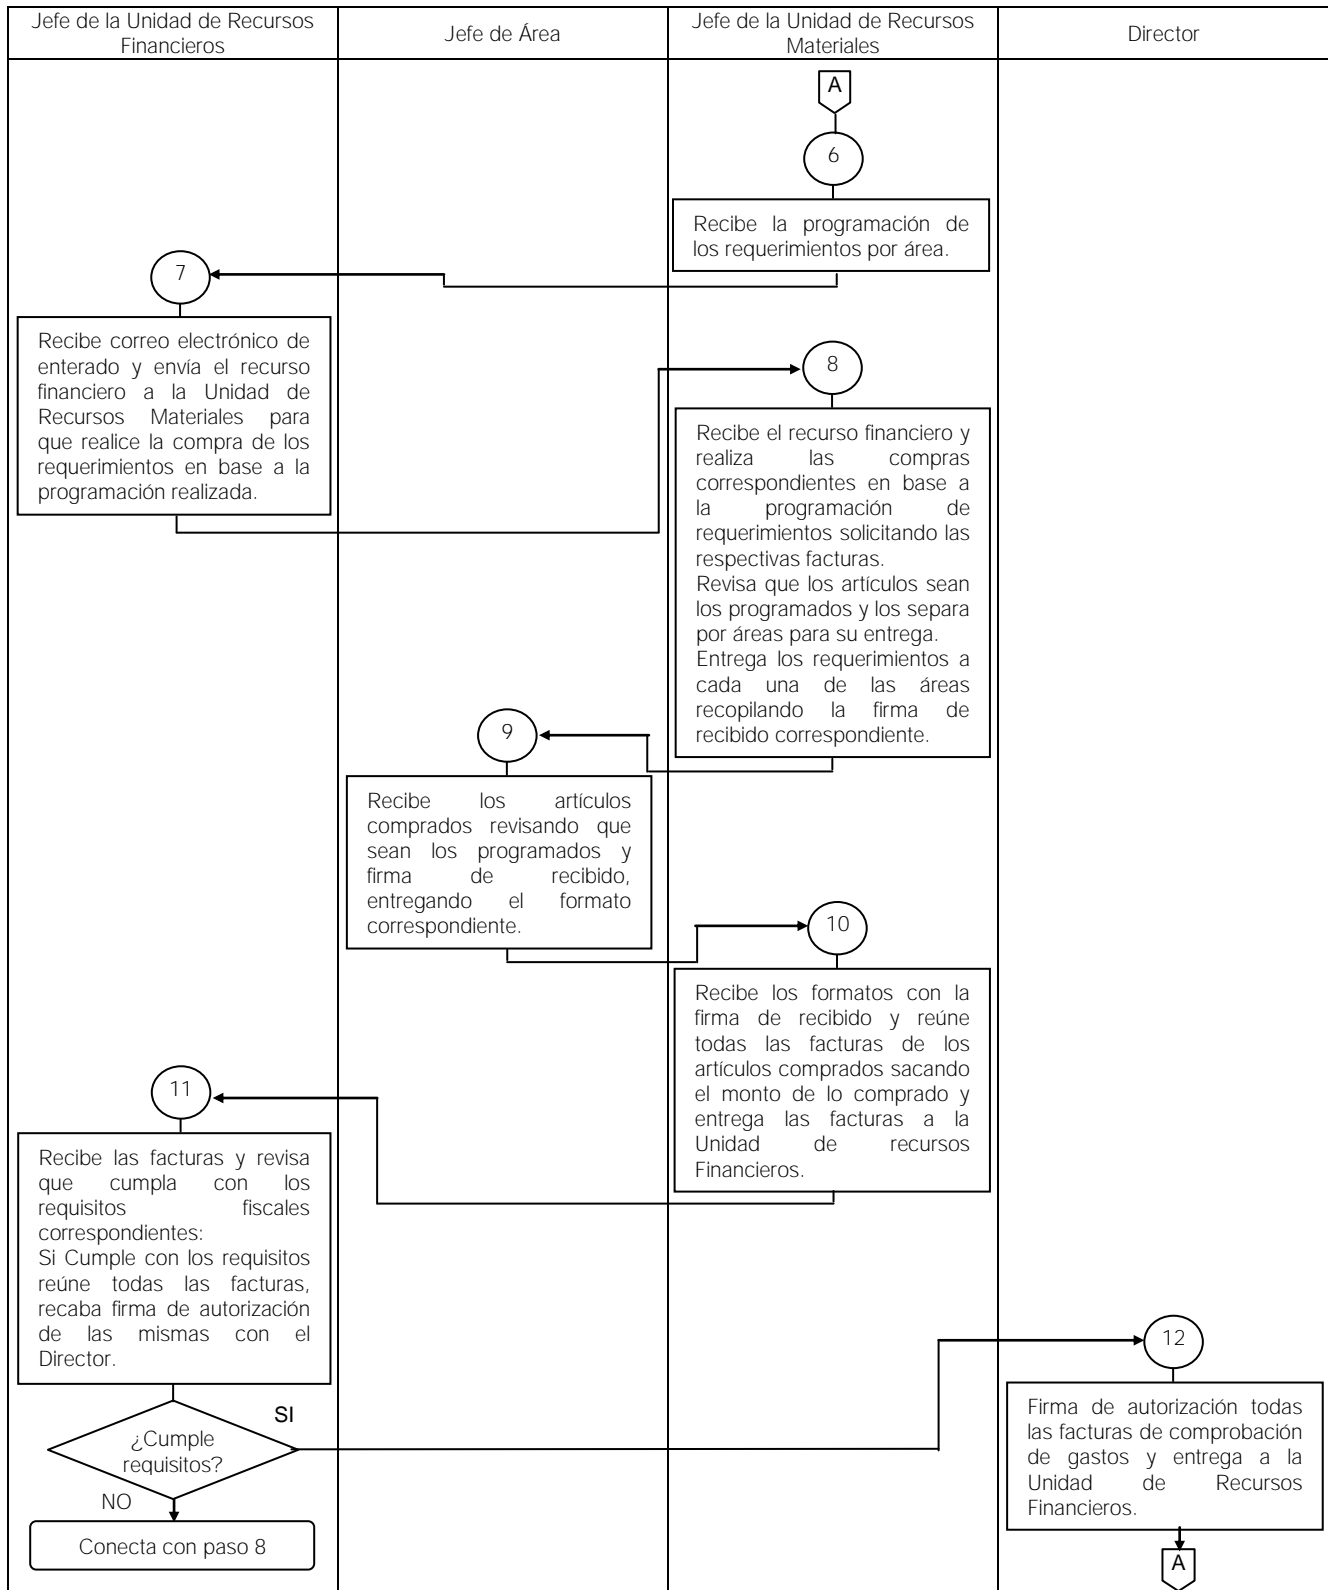 Jefe de la Unidad de Recursos
Financieros
Jefe de Área
Jefe de la Unidad de Recursos
Materiales
Director
A
6
Recibe la programación de
los requerimientos por área.
7
Recibe correo electrónico de
enterado y envía el recurso
financiero a la Unidad de
Recursos Materiales para
que realice la compra de los
requerimientos en base a la
programación realizada.
8
Recibe el recurso financiero y
realiza las compras
correspondientes en base a
la programación de
requerimientos solicitando las
respectivas facturas.
Revisa que los artículos sean
los programados y los separa
por áreas para su entrega.
Entrega los requerimientos a
cada una de las áreas
recopilando la firma de
recibido correspondiente.
9
Recibe los artículos
comprados revisando que
sean los programados y
firma de recibido,
entregando el formato
correspondiente.
10
Recibe los formatos con la
firma de recibido y reúne
todas las facturas de los
artículos comprados sacando
el monto de lo comprado y
entrega las facturas a la
Unidad de recursos
Financieros.
11
Recibe las facturas y revisa
que cumpla con los
requisitos fiscales
correspondientes:
Si Cumple con los requisitos
reúne todas las facturas,
recaba firma de autorización
de las mismas con el
Director.
¿Cumple
requisitos?
SI
NO
Conecta con paso 8
12
Firma de autorización todas
las facturas de comprobación
de gastos y entrega a la
Unidad de Recursos
Financieros.
A